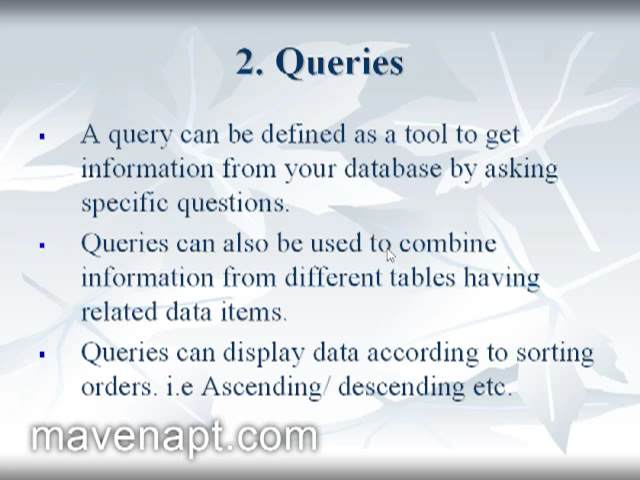 2. Queries
▪ A query can be defined as a tool to get
information from your database by asking
specific questions.
▪ Queries can also be used to combine
information from different tables having
related data items.
▪ Queries can display data according to sorting
orders. i.e Ascending/ descending etc.
mavenapt.com